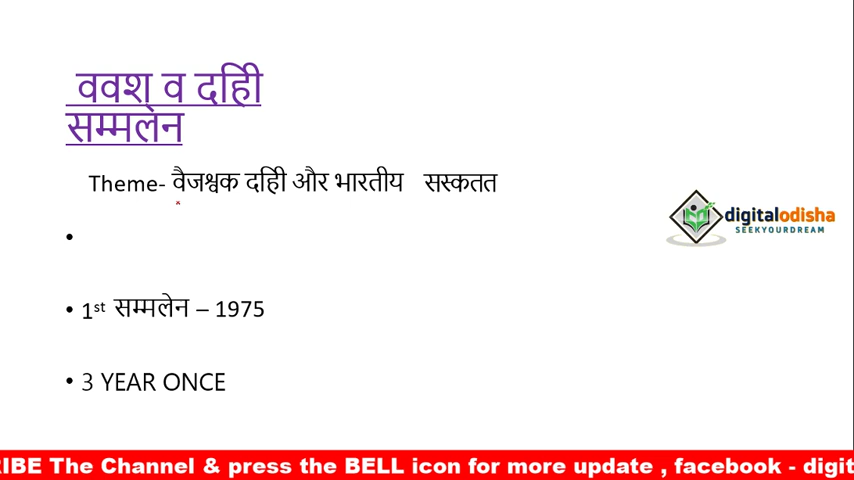 ववश् व दहिी
सम्मलेन
Theme- वैजश्वक दहिी और भारतीय सस्कतत
digitalodisha
SEEKYOURDREAM
1st सम्मलेन – 1975
3 YEAR ONCE
RIBE The Channel & press the BELL icon for more update , facebook - digit